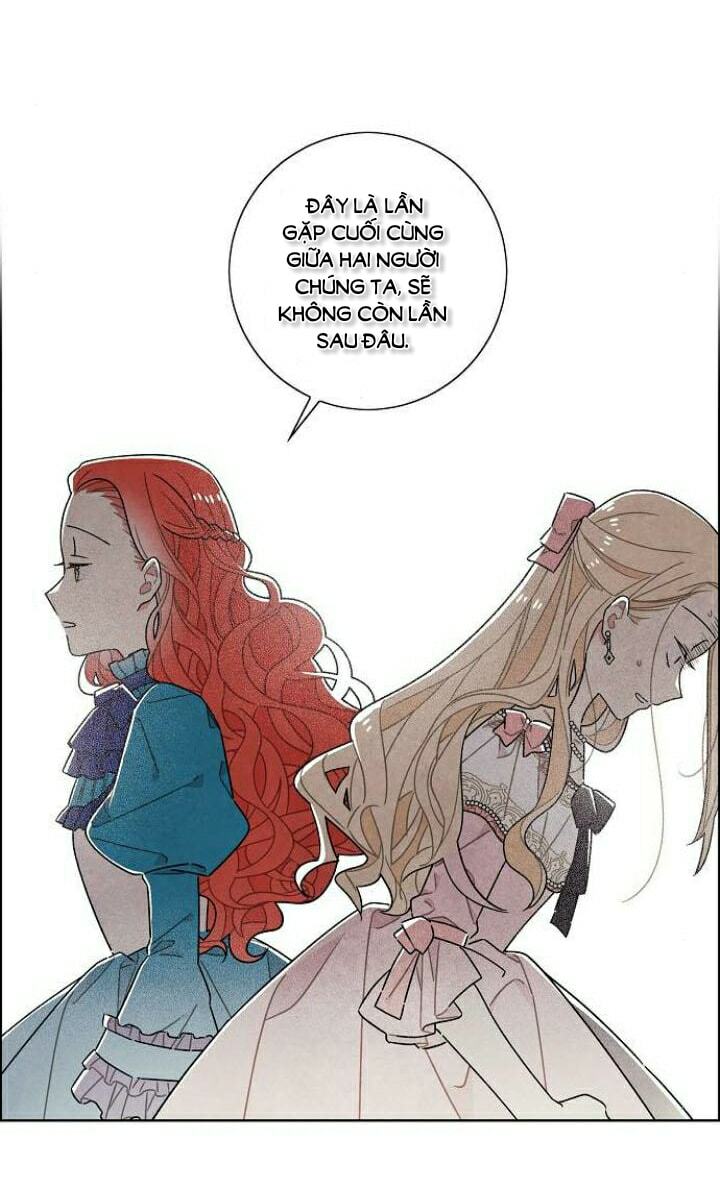 ĐÂY LÀ LẦN
GẶP CUỐI CÙNG
GIỮA HAI NGƯỜI
CHÚNG TA, SẼ
KHÔNG CÒN LẦN
SAU ĐÂU.